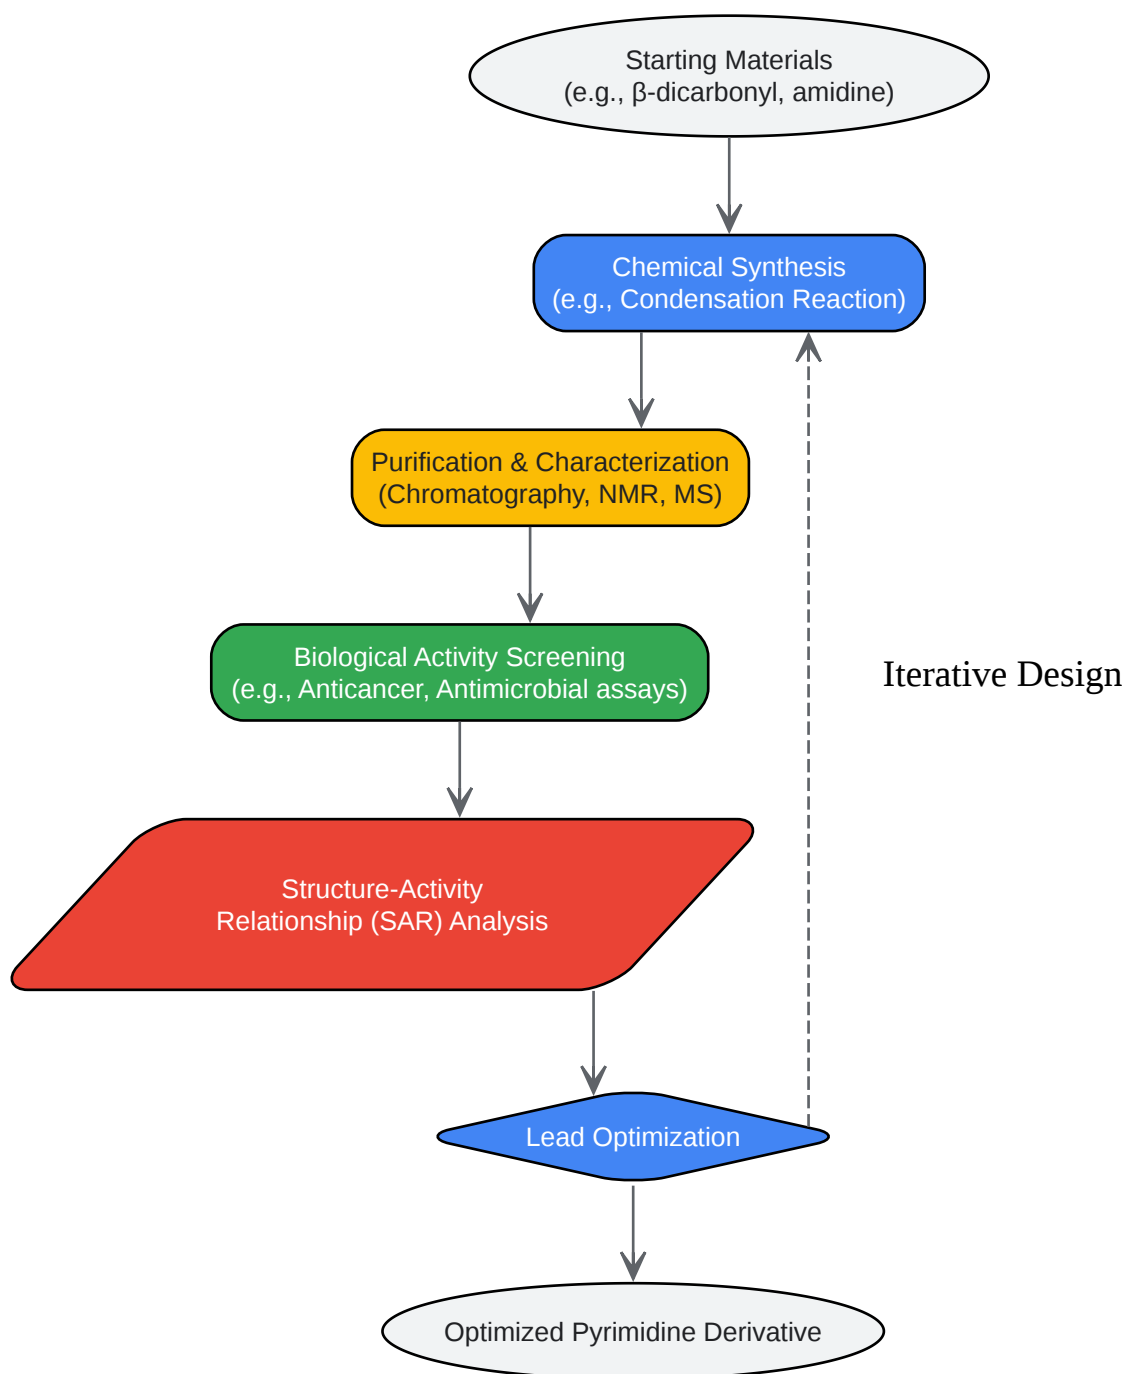 Starting Materials
(e.g., β-dicarbonyl, amidine)
Chemical Synthesis
(e.g., Condensation Reaction)
Purification & Characterization
(Chromatography, NMR, MS)
Biological Activity Screening
(e.g., Anticancer, Antimicrobial assays)
Iterative Design
Structure-Activity
Relationship (SAR) Analysis
Lead Optimization
Optimized Pyrimidine Derivative